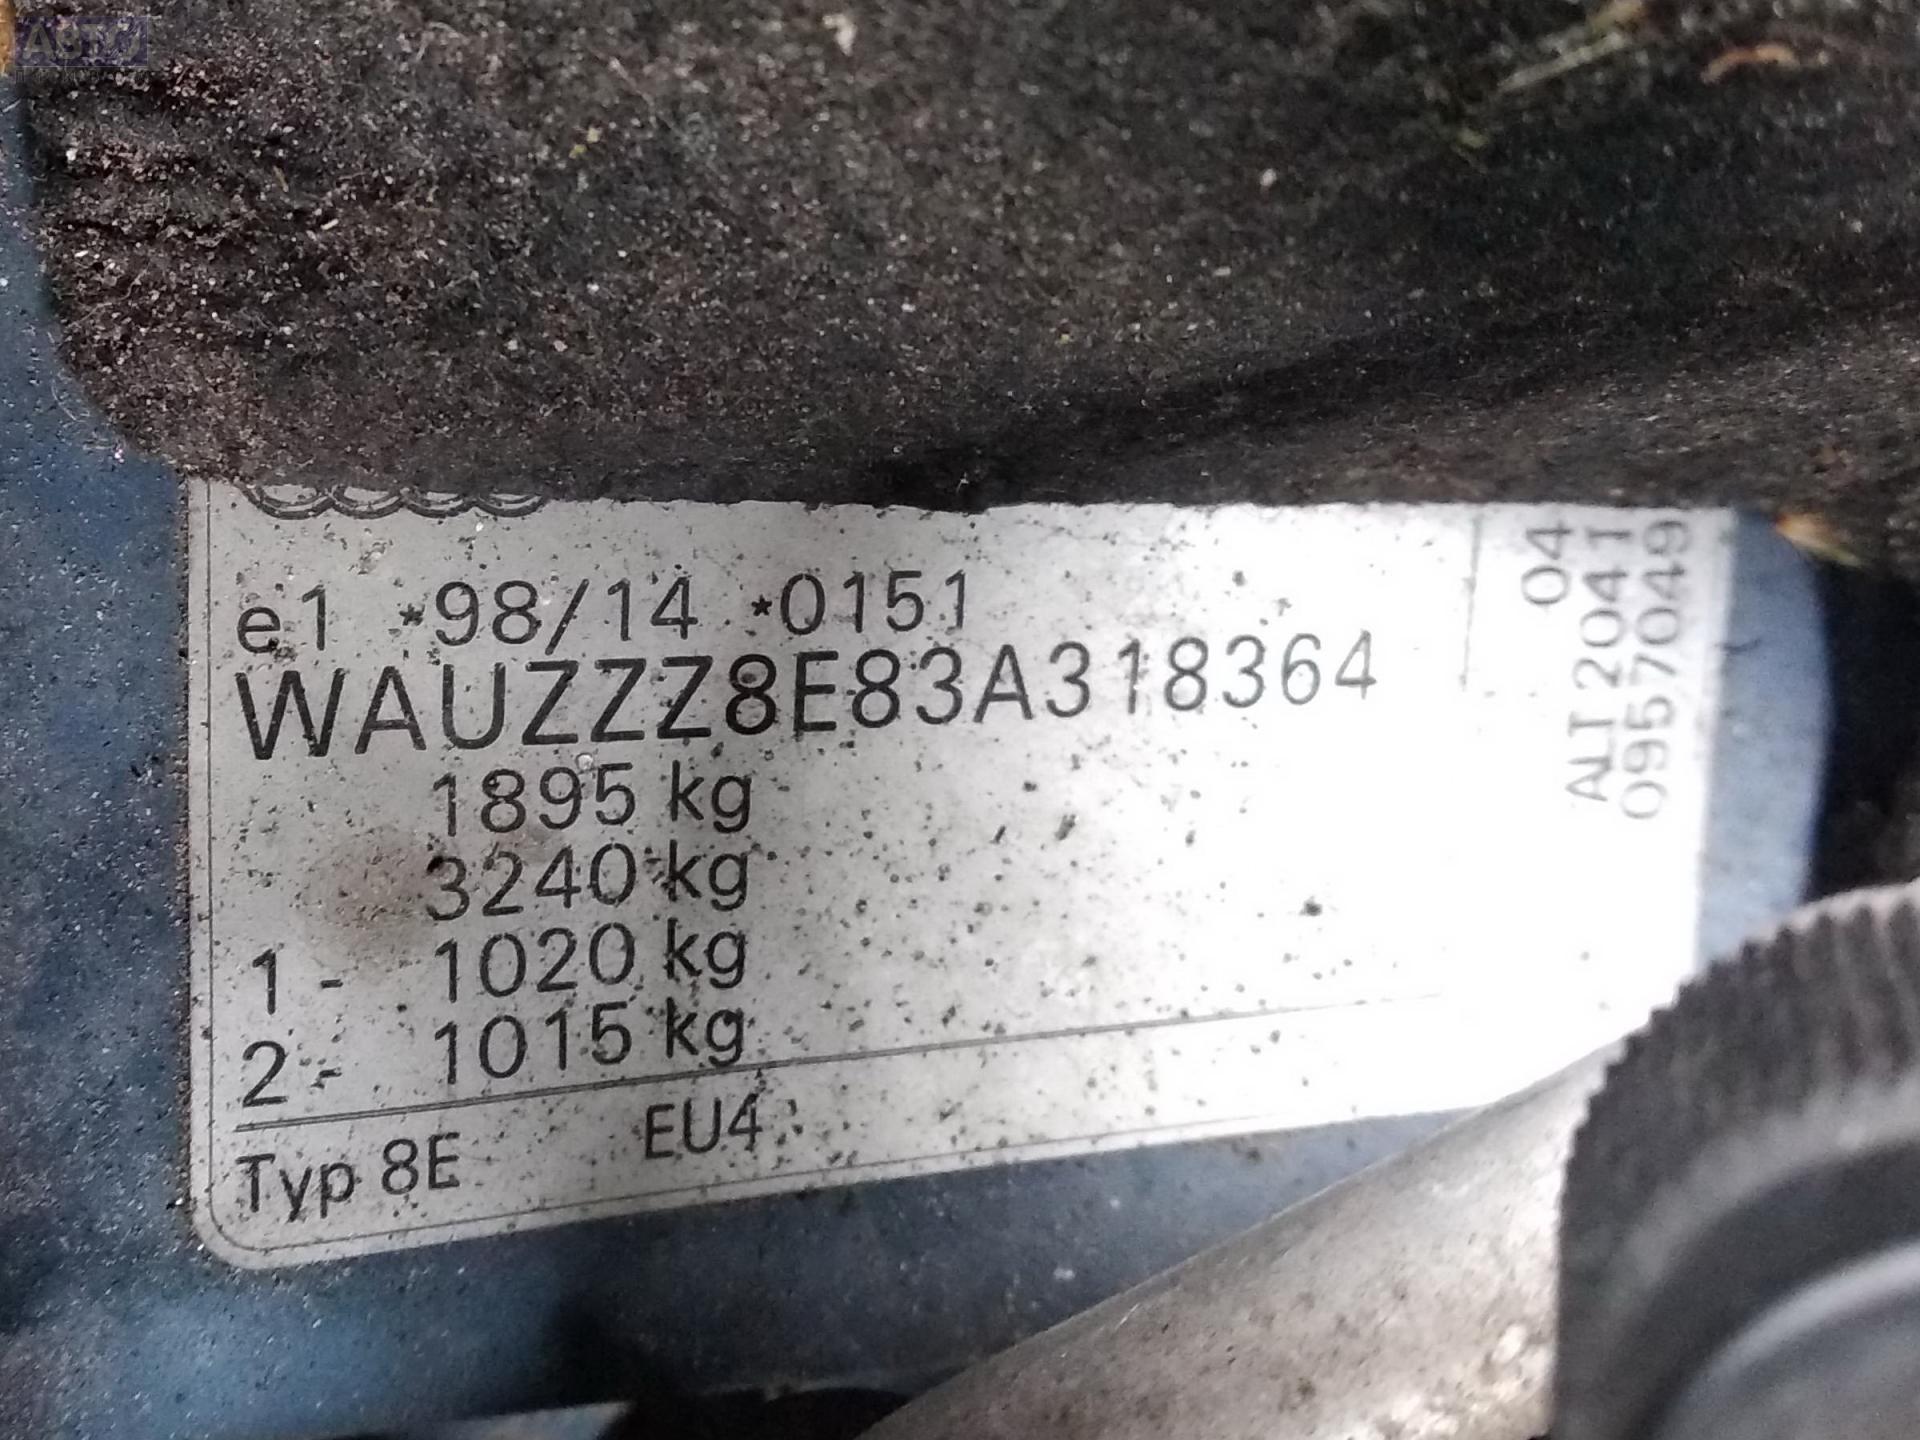 АВТО
e1 *98/14 *0151
WAUZZZ8E83A318364
1895 kg
3240 kg
1 - 1020 kg
2 - 1015 kg
Typ 8E EU4
04
ALT 2041
0957049